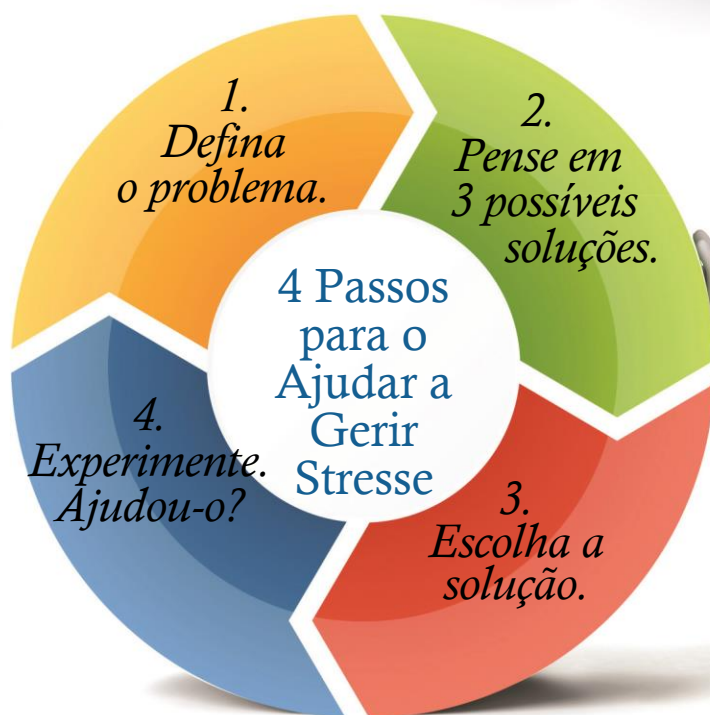 1.
Defina
o problema.
2.
Pense em
3 possíveis
soluções.
4 Passos
para o
Ajudar a
Gerir
Stresse
3.
Escolha a
solução.
4.
Experimente.
Ajudou-o?